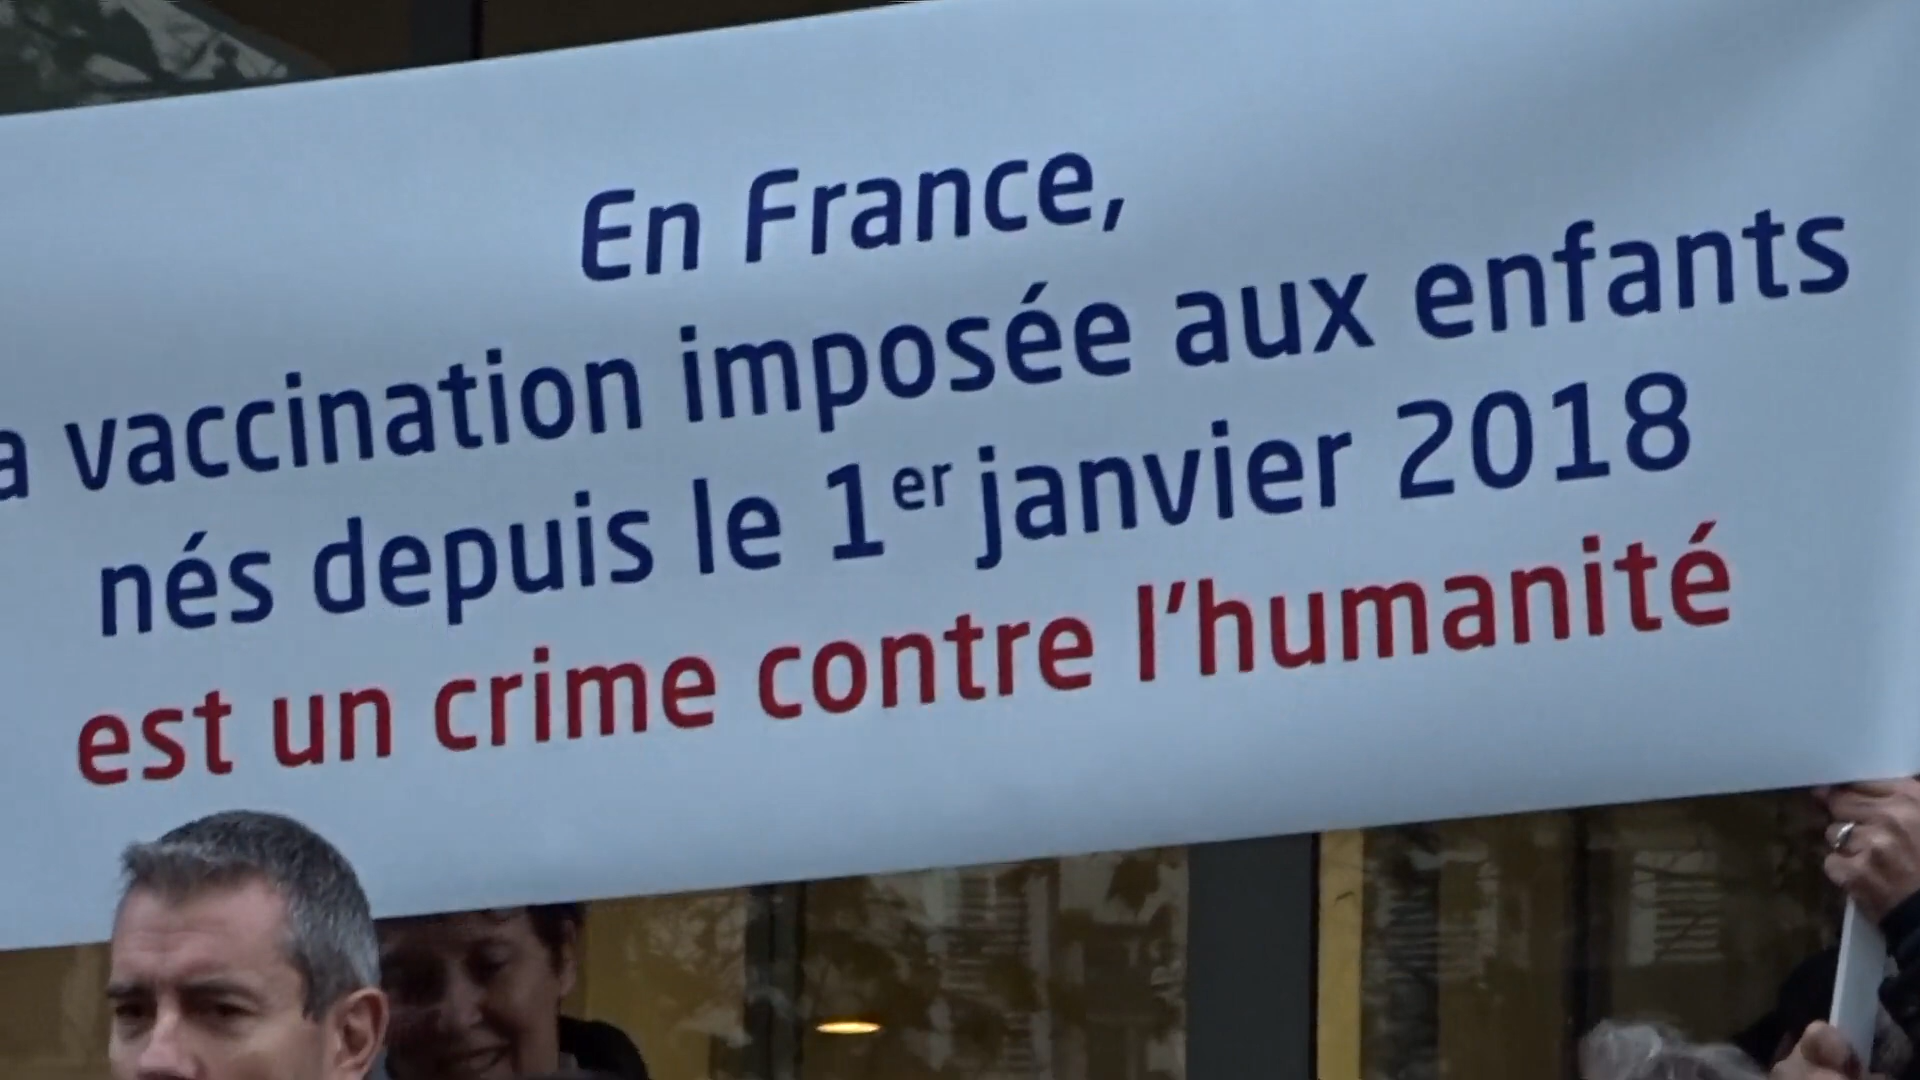 En France,
a vaccination imposée aux enfants
nés depuis le 1er janvier 2018
est un crime contre l'humanité